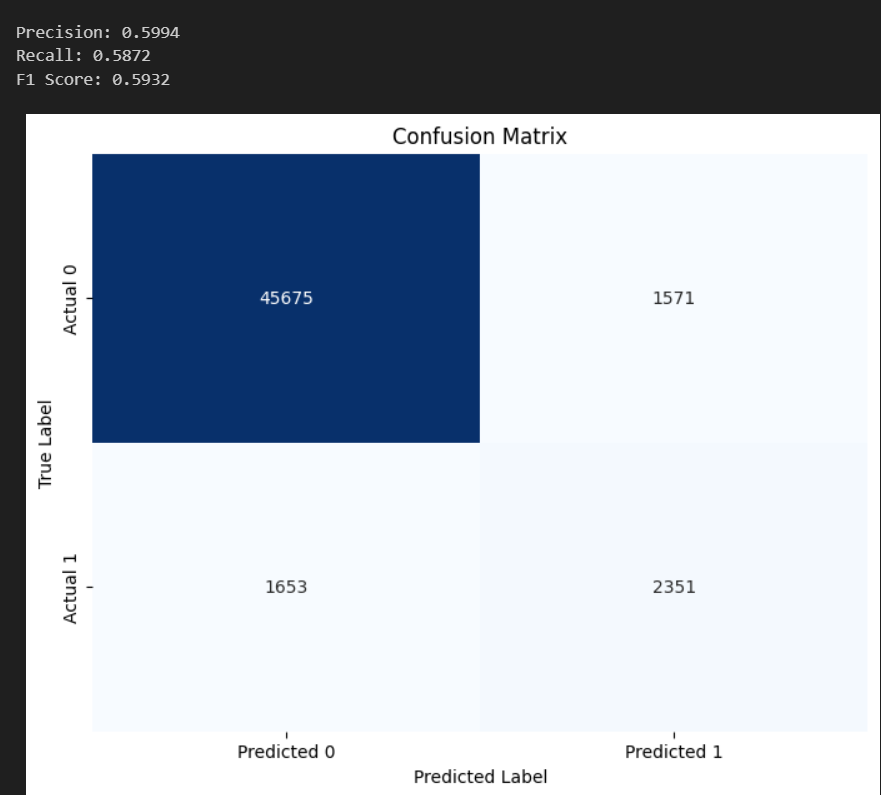 Precision: 0.5994
Recall: 0.5872
F1 Score: 0.5932
Confusion Matrix
Actual 0
45675
1571
True Label
Actual 1
1653
2351
Predicted 0
Predicted 1
Predicted Label